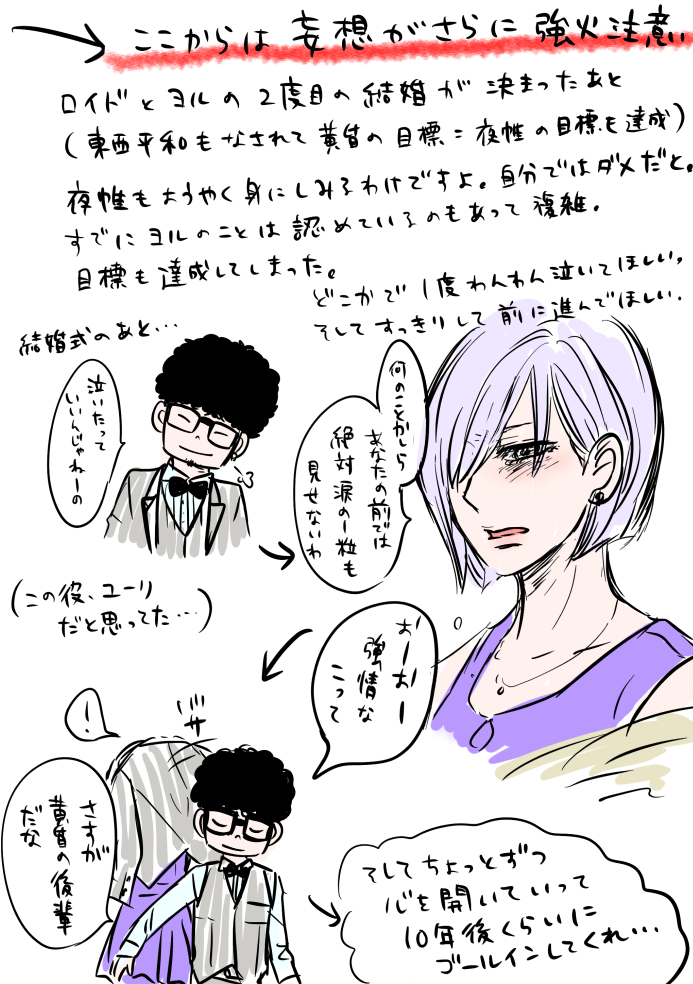 ここからは妄想がさらに強火注意
ロイドとヨルの2度目の結婚が決まったあと
(東西平和もなされて黄昏の目標=夜帷の目標も達成)
夜帷もようやく身にしみるわけですよ。自分ではダメだと。
すでにヨルのことは認めているのもあって複雑。
目標も達成してしまった。
どこかで1度わんわん泣いてほしいっ
そしてすっきりして前に進んでほしい.
結婚式のあと…
泣いたって
いいんじゃねーの
何のことかしら
あなたの前では
絶対涙の一粒も
見せないわ
(この役、ユーリ
だと思ってた…)
おーおー
強情な
こって
バサ
!
さすが
黄昏の後輩
だな
そしてちょっとずつ
心を開いていって
10年後くらいに
ゴールインしてくれ…